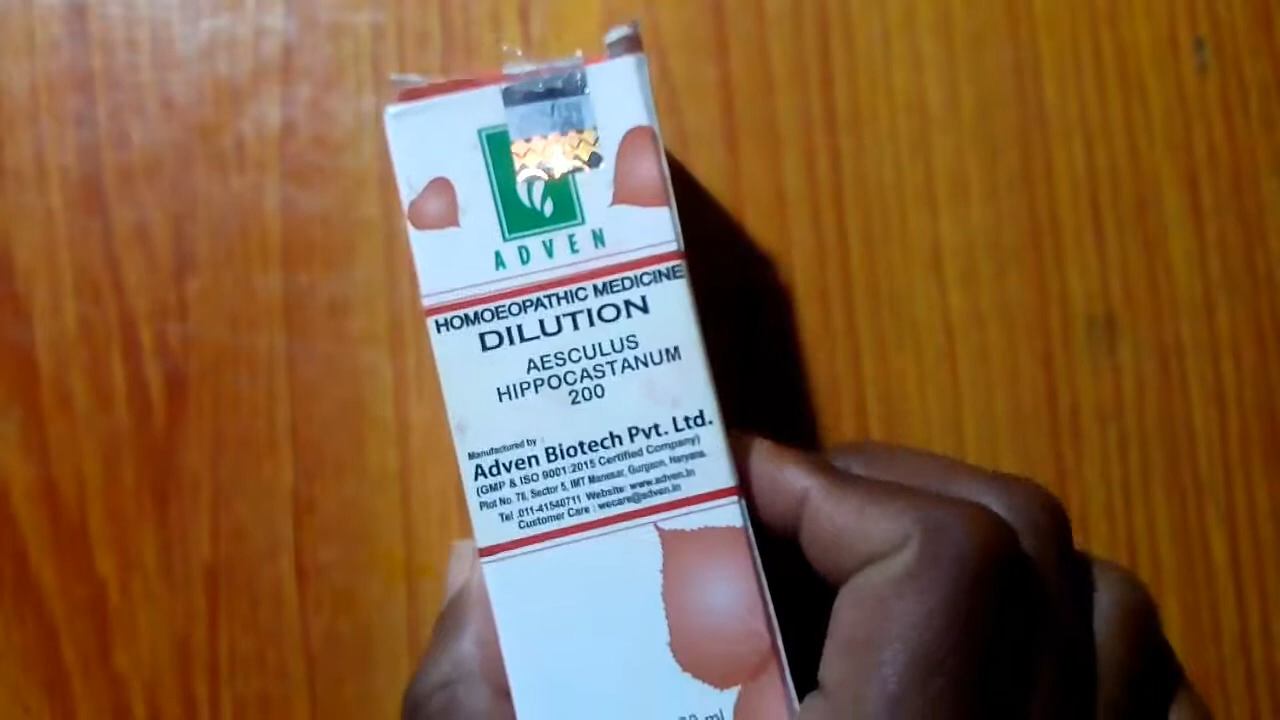 ADVEN
HOMOEOPATHIC MEDICINE
DILUTION
AESCULUS
HIPPOCASTANUM
200
Manufactured by :
Adven Biotech Pvt. Ltd.
(GMP & ISO 9001:2015 Certified Company)
Plot No. 78, Sector 5, IMT Manesar, Gurgaon, Haryana.
Tel .011-41540711 Website: www.adven.in
Customer Care : wecare@adven.in
ml